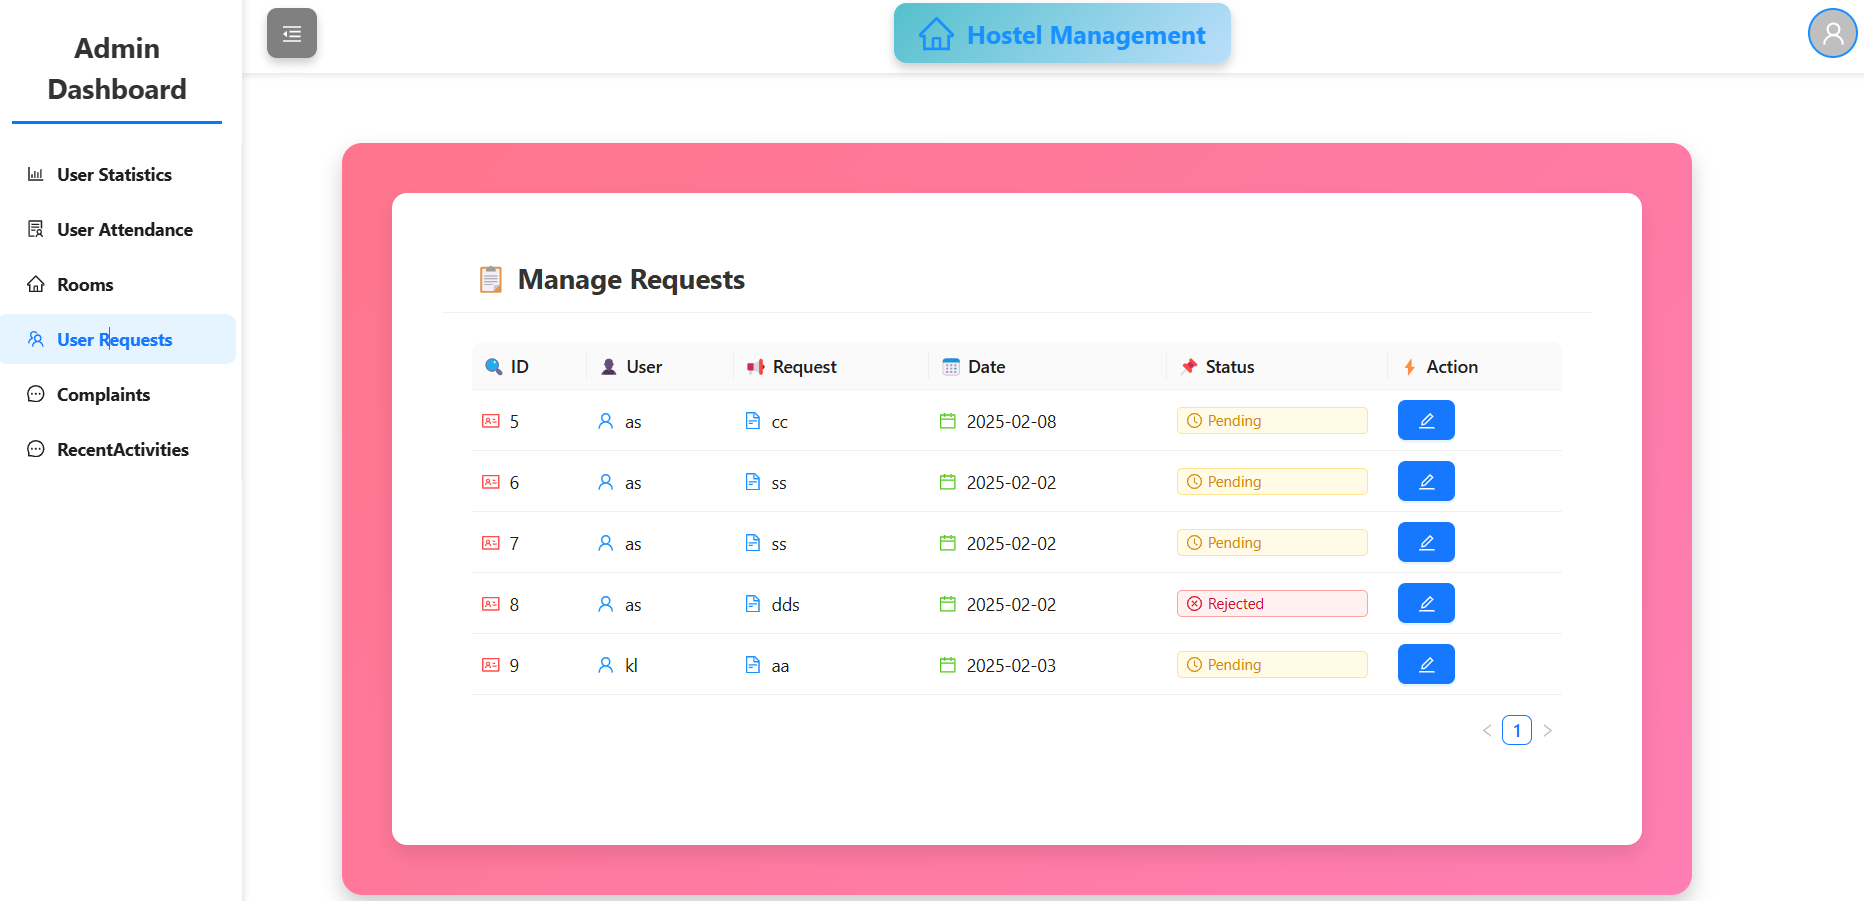 Admin
Dashboard
Hostel Management
User Statistics
User Attendance
Rooms
User Requests
Complaints
RecentActivities
Manage Requests
ID User Request Date Status Action
5 as cc 2025-02-08 Pending
6 as ss 2025-02-02 Pending
7 as ss 2025-02-02 Pending
8 as dds 2025-02-02 Rejected
9 kl aa 2025-02-03 Pending
< 1 >